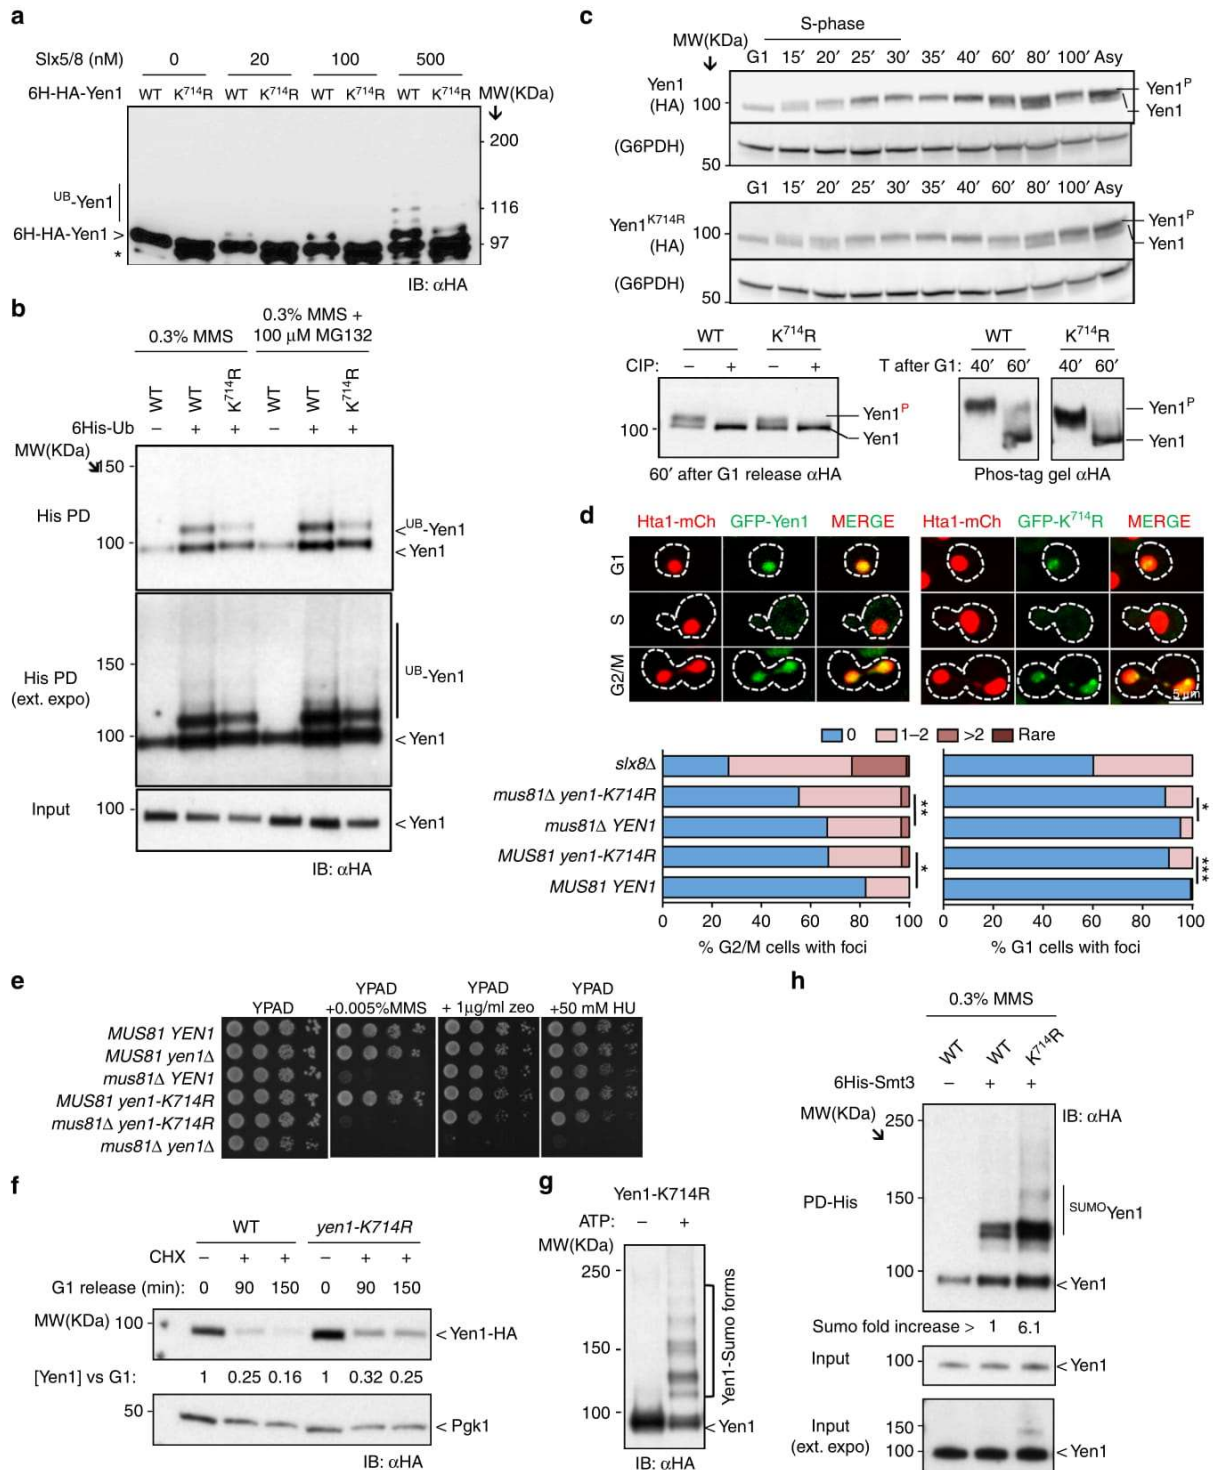 a
Slx5/8 (nM) 0 20 100 500
6H-HA-Yen1 WT K714R WT K714R WT K714R WT K714R MW(KDa)
200
UB-Yen1
116
6H-HA-Yen1 >
97
*
IB: αHA
b
0.3% MMS
0.3% MMS +
100 µM MG132
WT WT K714R WT WT K714R
6His-Ub – + + – + +
MW(KDa)
150
His PD
<UB-Yen1
100
< Yen1
150
His PD
(ext. expo)
UB-Yen1
100
< Yen1
Input
100
< Yen1
IB: αHA
c
S-phase
MW(KDa)
G1 15′ 20′ 25′ 30′ 35′ 40′ 60′ 80′ 100′ Asy
Yen1
(HA)
100
Yen1P
Yen1
(G6PDH)
50
G1 15′ 20′ 25′ 30′ 35′ 40′ 60′ 80′ 100′ Asy
Yen1K714R
(HA)
100
Yen1P
Yen1
(G6PDH)
50
WT K714R
CIP: – + – +
100
Yen1P
Yen1
60′ after G1 release αHA
WT K714R
T after G1: 40′ 60′ 40′ 60′
Yen1P
Yen1
Phos-tag gel αHA
d
Hta1-mCh GFP-Yen1 MERGE Hta1-mCh GFP-K714R MERGE
G1
S
G2/M
5 µm
0 1–2 >2 Rare
slx8Δ
mus81Δ yen1-K714R
**
*
mus81Δ YEN1
MUS81 yen1-K714R
*
***
MUS81 YEN1
0 20 40 60 80 100
0 20 40 60 80 100
% G2/M cells with foci
% G1 cells with foci
e
YPAD
YPAD
+0.005%MMS
YPAD
+ 1µg/ml zeo
YPAD
+50 mM HU
MUS81 YEN1
MUS81 yen1Δ
mus81Δ YEN1
MUS81 yen1-K714R
mus81Δ yen1-K714R
mus81Δ yen1Δ
f
WT yen1-K714R
CHX – + + – + +
G1 release (min): 0 90 150 0 90 150
MW(KDa) 100
< Yen1-HA
[Yen1] vs G1: 1 0.25 0.16 1 0.32 0.25
50
< Pgk1
IB: αHA
g
Yen1-K714R
ATP: – +
MW(KDa)
250
150
100
Yen1-Sumo forms
< Yen1
IB: αHA
h
0.3% MMS
WT WT K714R
6His-Smt3 – + +
MW(KDa)
250
IB: αHA
150
PD-His
SUMOYen1
100
< Yen1
Sumo fold increase > 1 6.1
Input
100
< Yen1
Input
(ext. expo)
150
100
< Yen1